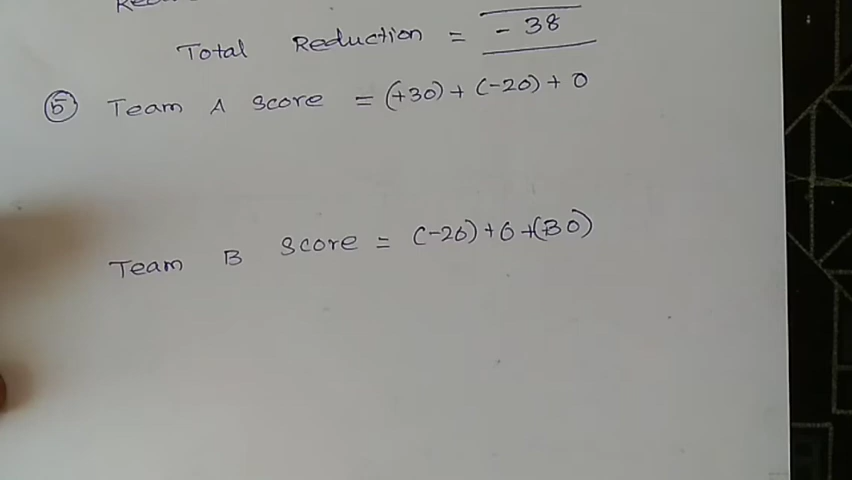 Total Reduction = - 38
(5) Team A Score = (+30) + (-20) + 0
Team B Score = (-20) + 0 + (+30)